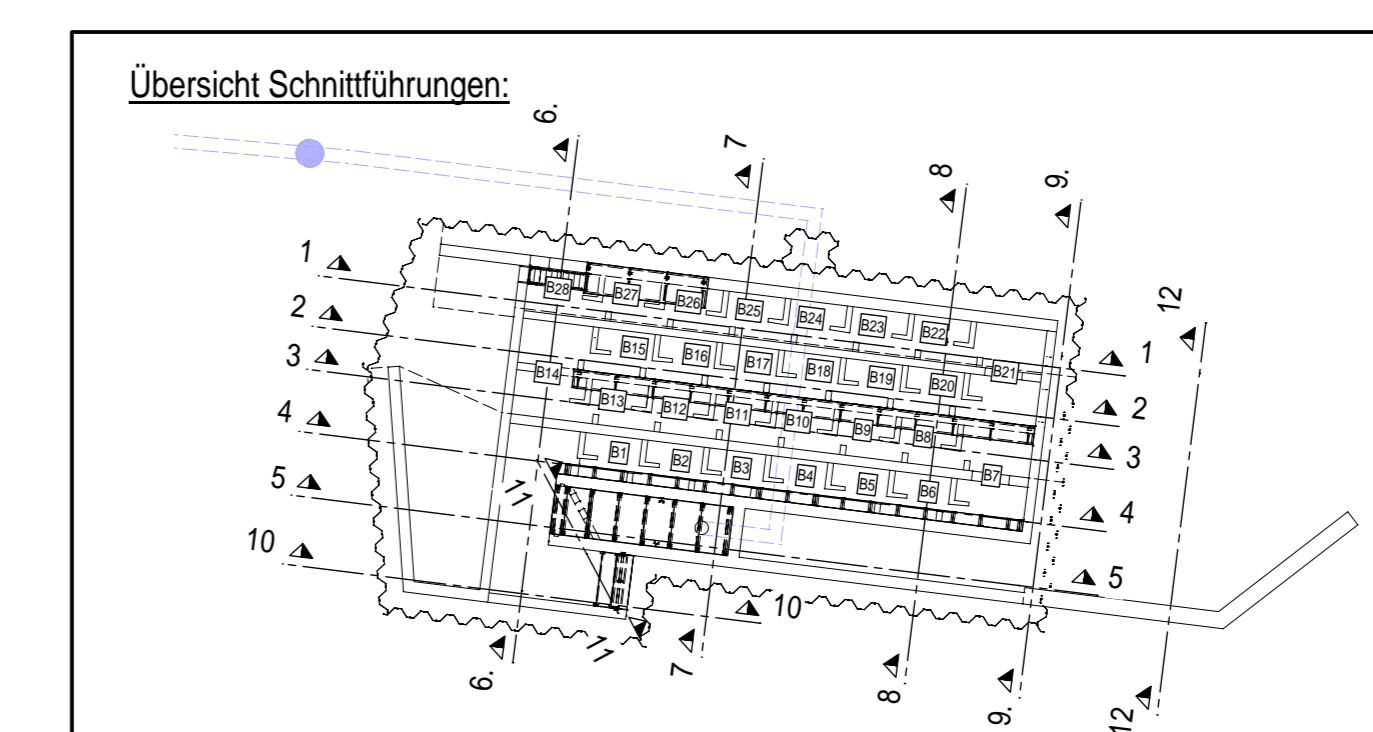 Übersicht Schnittführungen:
6.
7
8
9.
12
1
2
3
4
5
10
B28
B27
B26
B25
B24
B23
B22
B21
B14
B15
B16
B17
B18
B19
B20
B13
B12
B11
B10
B9
B8
B1
B2
B3
B4
B5
B6
B7
1
2
3
4
5
10
11
11
6.
7
8
9.
12